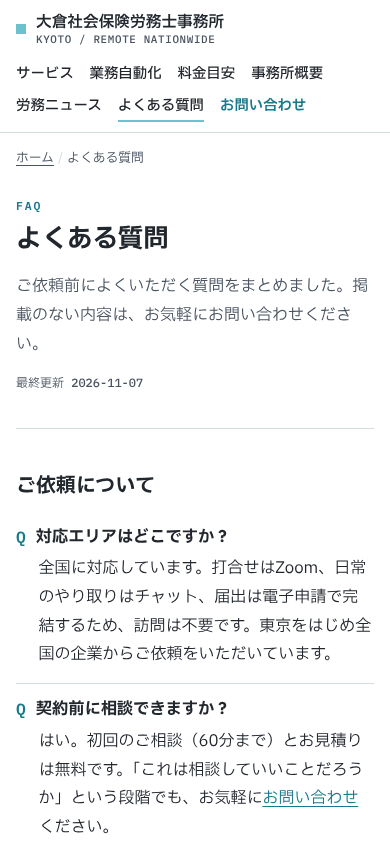 大倉社会保険労務士事務所
KYOTO / REMOTE NATIONWIDE
サービス 業務自動化 料金目安 事務所概要
労務ニュース よくある質問 お問い合わせ
ホーム / よくある質問
FAQ
よくある質問
ご依頼前によくいただく質問をまとめました。掲
載のない内容は、お気軽にお問い合わせくださ
い。
最終更新 2026-11-07
ご依頼について
Q 対応エリアはどこですか？
全国に対応しています。打合せはZoom、日常
のやり取りはチャット、届出は電子申請で完
結するため、訪問は不要です。東京をはじめ全
国の企業からご依頼をいただいています。
Q 契約前に相談できますか？
はい。初回のご相談（60分まで）とお見積り
は無料です。「これは相談していいことだろう
か」という段階でも、お気軽にお問い合わせ
ください。